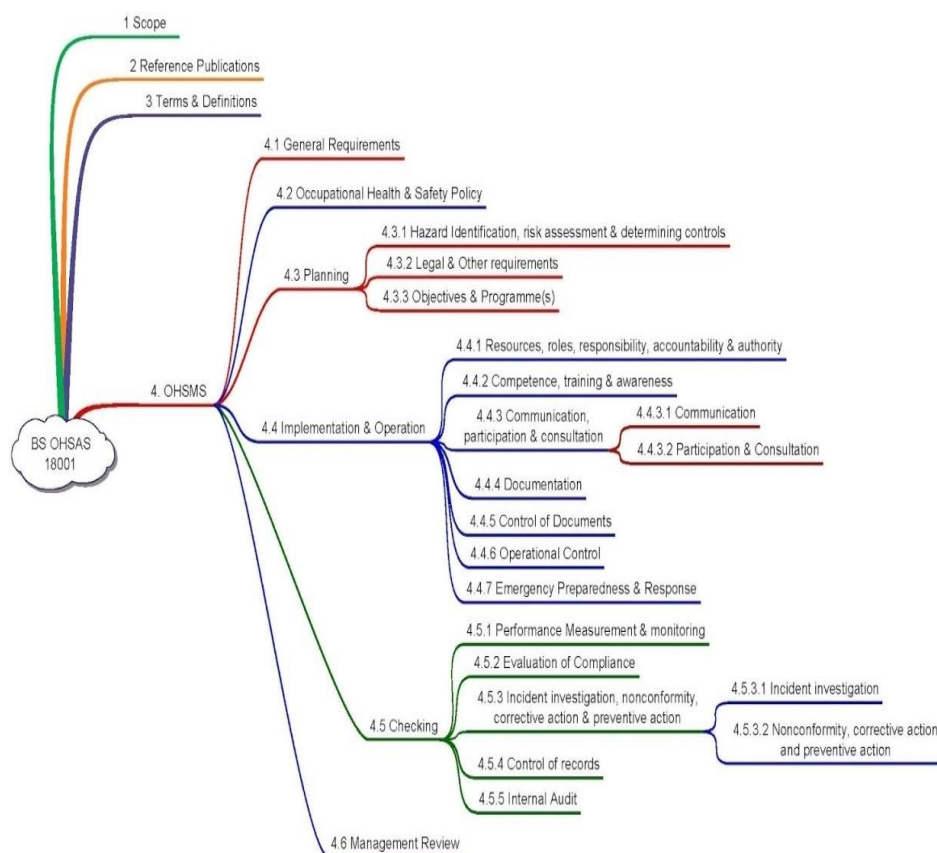 1 Scope
2 Reference Publications
3 Terms & Definitions
4.1 General Requirements
4.2 Occupational Health & Safety Policy
4.3.1 Hazard Identification, risk assessment & determining controls
4.3.2 Legal & Other requirements
4.3 Planning
4.3.3 Objectives & Programme(s)
4.4.1 Resources, roles, responsibility, accountability & authority
4.4.2 Competence, training & awareness
4. OHSMS
4.4.3 Communication,
participation & consultation
4.4.3.1 Communication
4.4.3.2 Participation & Consultation
4.4 Implementation & Operation
BS OHSAS
18001
4.4.4 Documentation
4.4.5 Control of Documents
4.4.6 Operational Control
4.4.7 Emergency Preparedness & Response
4.5.1 Performance Measurement & monitoring
4.5.2 Evaluation of Compliance
4.5.3 Incident investigation, nonconformity,
corrective action & preventive action
4.5.3.1 Incident investigation
4.5.3.2 Nonconformity, corrective action
and preventive action
4.5 Checking
4.5.4 Control of records
4.5.5 Internal Audit
4.6 Management Review